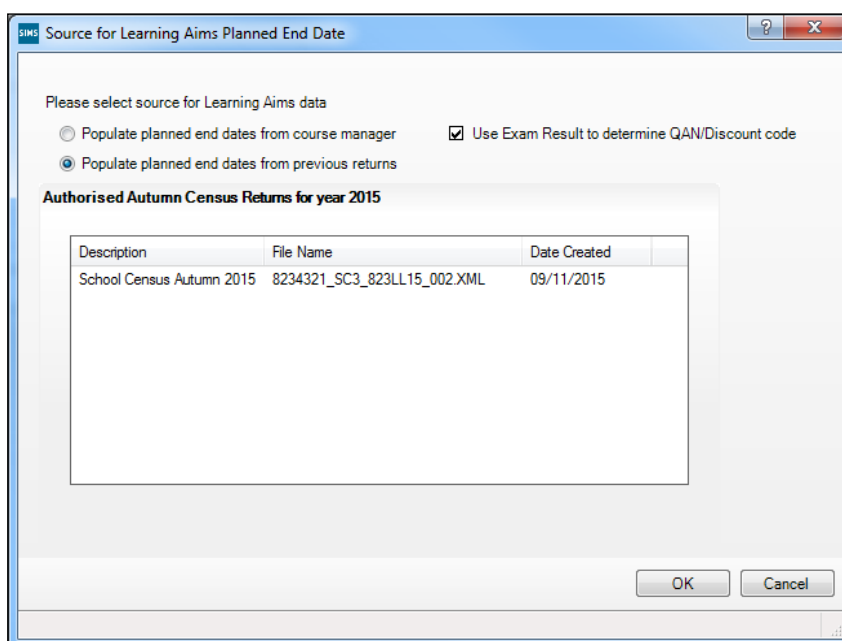 SIMS Source for Learning Aims Planned End Date ? X
Please select source for Learning Aims data
Populate planned end dates from course manager Use Exam Result to determine QAN/Discount code
Populate planned end dates from previous returns
Authorised Autumn Census Returns for year 2015
Description File Name Date Created
School Census Autumn 2015 8234321_SC3_823LL15_002.XML 09/11/2015
OK Cancel